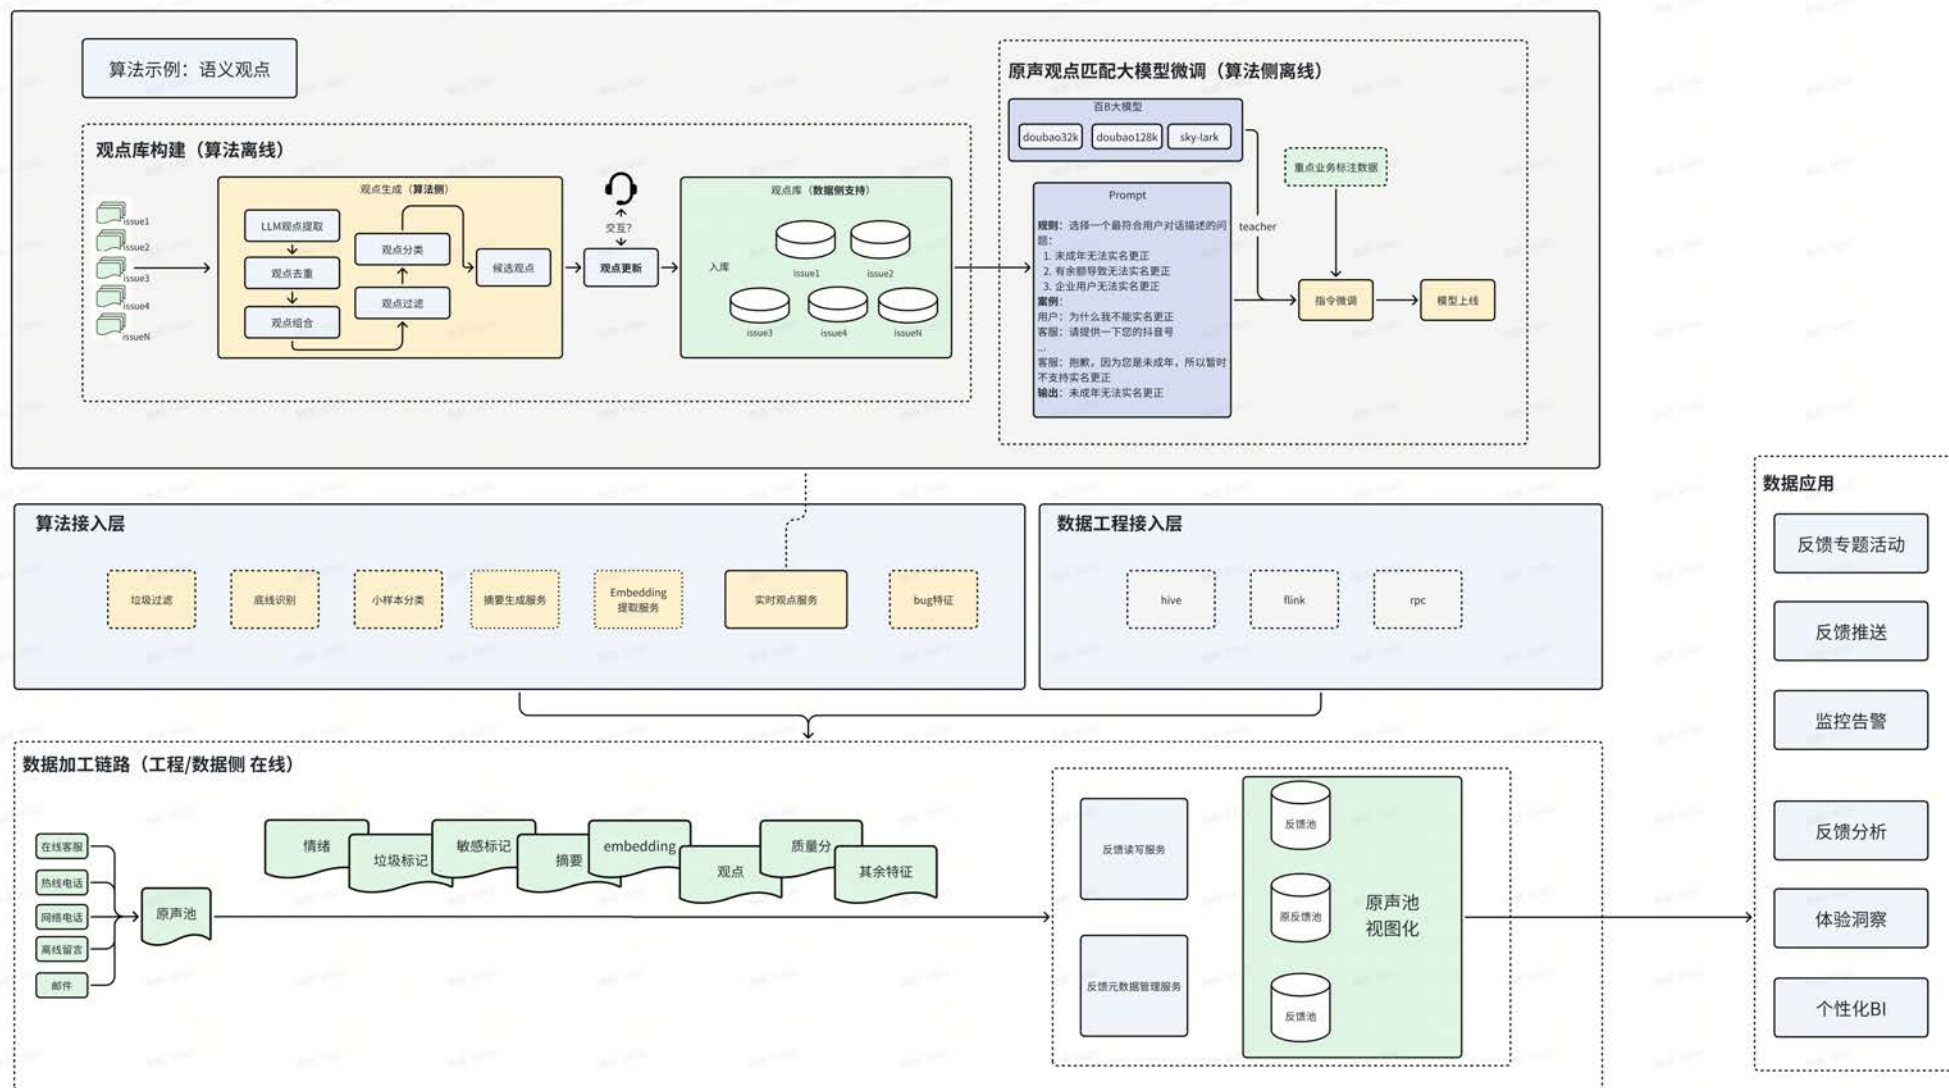 算法示例：语义观点
观点库构建（算法离线）
issue1
issue2
issue3
issue4
issueN
观点生成（算法侧）
LLM观点提取
观点去重
观点组合
观点分类
观点过滤
候选观点
交互？
观点更新
观点库（数据侧支持）
入库
issue1
issue2
issue3
issue4
issueN
原声观点匹配大模型微调（算法侧离线）
百B大模型
doubao32k
doubao128k
sky-lark
Prompt
规则：选择一个最符合用户对话描述的问
题：
1. 未成年无法实名更正
2. 有余额导致无法实名更正
3. 企业用户无法实名更正
案例：
用户：为什么我不能实名更正
客服：请提供一下您的抖音号
...
客服：抱歉，因为您是未成年，所以暂时
不支持实名更正
输出：未成年无法实名更正
teacher
重点业务标注数据
指令微调
模型上线
算法接入层
垃圾过滤
底线识别
小样本分类
摘要生成服务
Embedding
提取服务
实时观点服务
bug特征
数据工程接入层
hive
flink
rpc
数据加工链路（工程/数据侧 在线）
在线客服
热线电话
网络电话
离线留言
邮件
原声池
情绪
垃圾标记
敏感标记
摘要
embedding
观点
质量分
其余特征
反馈读写服务
反馈元数据管理服务
反馈池
原反馈池
反馈池
原声池
视图化
数据应用
反馈专题活动
反馈推送
监控告警
反馈分析
体验洞察
个性化BI